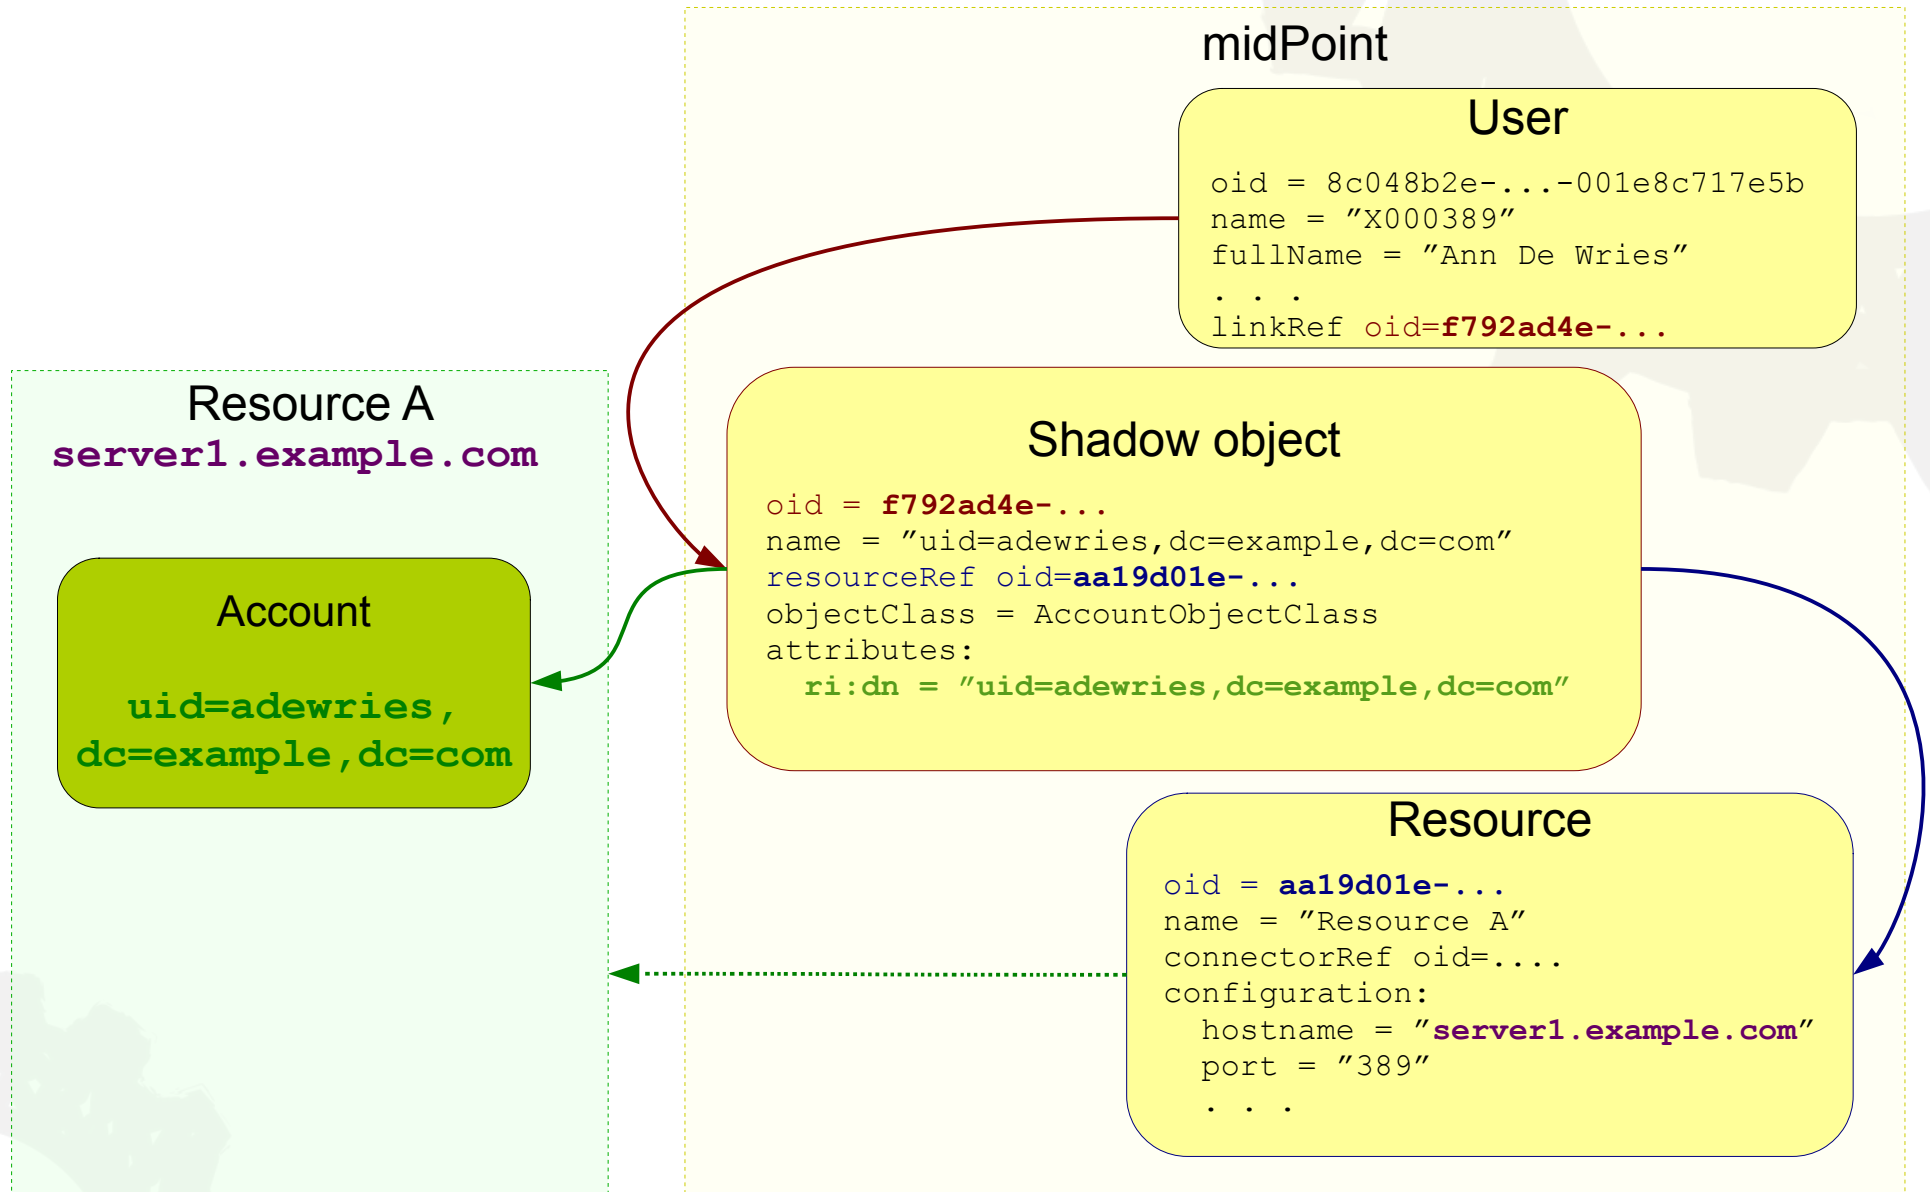 midPoint
User
oid = 8c048b2e-...-001e8c717e5b
name = ”X000389”
fullName = ”Ann De Wries”
. . .
linkRef oid=f792ad4e-...
Resource A
server1.example.com
Account
uid=adewries,
dc=example,dc=com
Shadow object
oid = f792ad4e-...
name = ”uid=adewries,dc=example,dc=com”
resourceRef oid=aa19d01e-...
objectClass = AccountObjectClass
attributes:
ri:dn = ”uid=adewries,dc=example,dc=com”
Resource
oid = aa19d01e-...
name = ”Resource A”
connectorRef oid=....
configuration:
hostname = ”server1.example.com”
port = ”389”
. . .